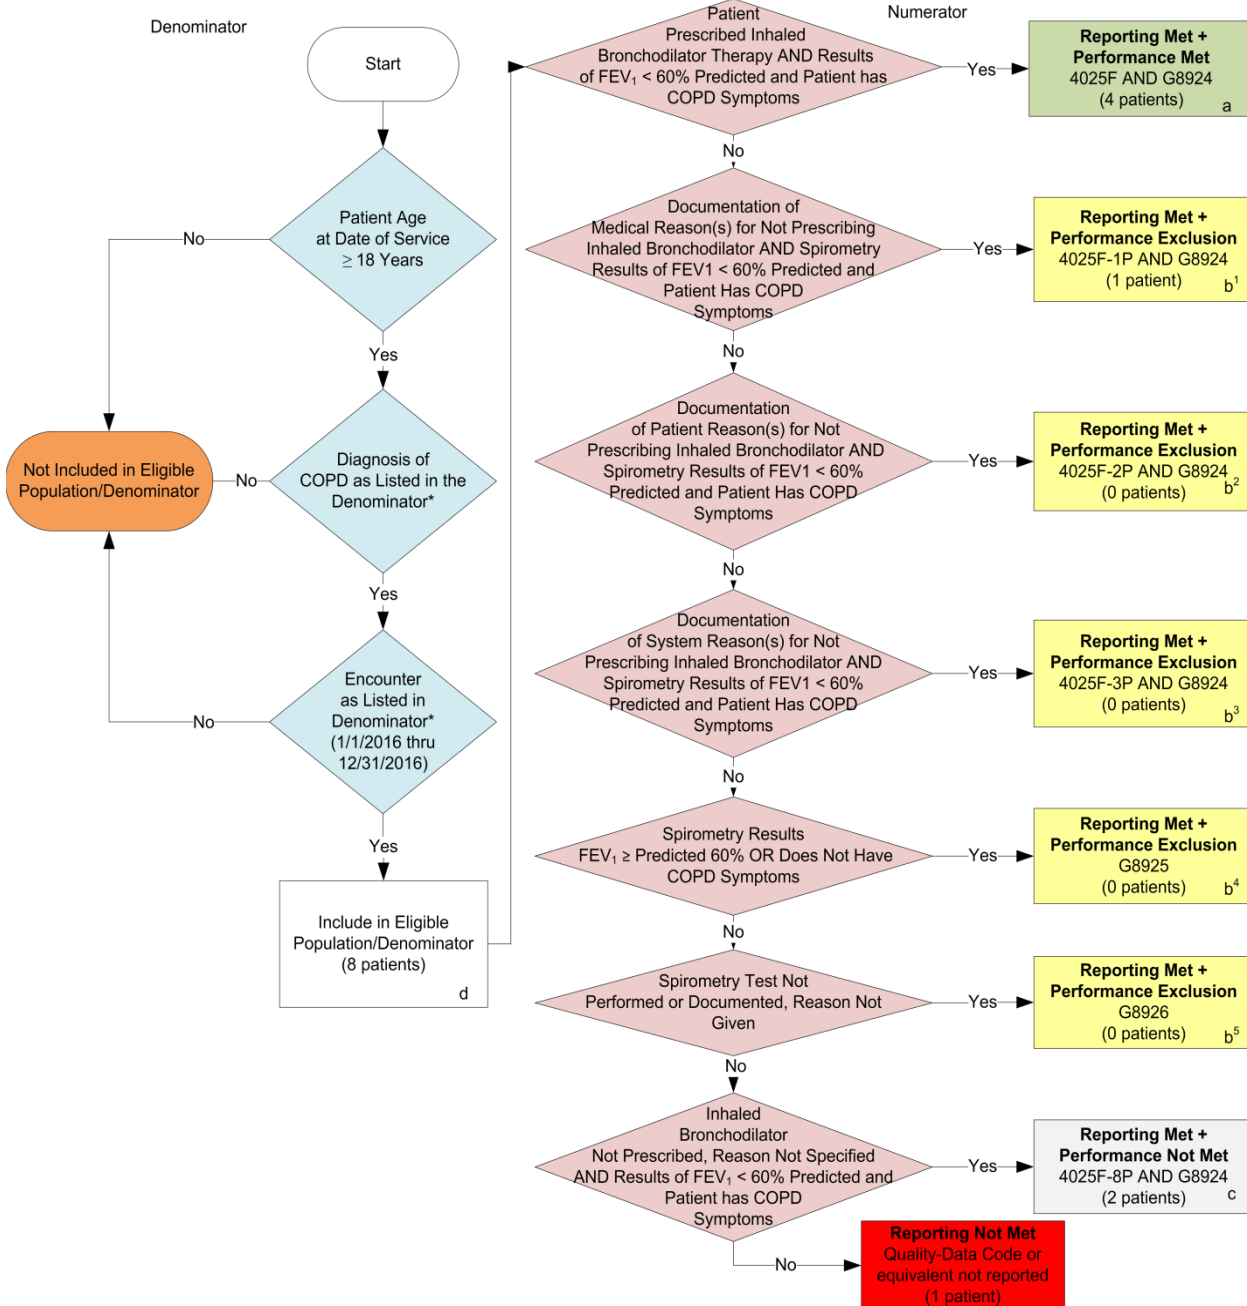 Denominator
Start
Patient Age
at Date of Service
≥ 18 Years
No
Yes
Diagnosis of
COPD as Listed in the
Denominator*
No
Not Included in Eligible
Population/Denominator
Yes
Encounter
as Listed in
Denominator*
(1/1/2016 thru
12/31/2016)
No
Yes
Include in Eligible
Population/Denominator
(8 patients)
d
Numerator
Patient
Prescribed Inhaled
Bronchodilator Therapy AND Results
of FEV₁ < 60% Predicted and Patient has
COPD Symptoms
Yes
Reporting Met +
Performance Met
4025F AND G8924
(4 patients)
a
No
Documentation of
Medical Reason(s) for Not Prescribing
Inhaled Bronchodilator AND Spirometry
Results of FEV1 < 60% Predicted and
Patient Has COPD
Symptoms
Yes
Reporting Met +
Performance Exclusion
4025F-1P AND G8924
(1 patient)
b¹
No
Documentation
of Patient Reason(s) for Not
Prescribing Inhaled Bronchodilator AND
Spirometry Results of FEV1 < 60%
Predicted and Patient Has COPD
Symptoms
Yes
Reporting Met +
Performance Exclusion
4025F-2P AND G8924
(0 patients)
b²
No
Documentation
of System Reason(s) for Not
Prescribing Inhaled Bronchodilator AND
Spirometry Results of FEV1 < 60%
Predicted and Patient Has COPD
Symptoms
Yes
Reporting Met +
Performance Exclusion
4025F-3P AND G8924
(0 patients)
b³
No
Spirometry Results
FEV₁ ≥ Predicted 60% OR Does Not Have
COPD Symptoms
Yes
Reporting Met +
Performance Exclusion
G8925
(0 patients)
b⁴
No
Spirometry Test Not
Performed or Documented, Reason Not
Given
Yes
Reporting Met +
Performance Exclusion
G8926
(0 patients)
b⁵
No
Inhaled
Bronchodilator
Not Prescribed, Reason Not Specified
AND Results of FEV₁ < 60% Predicted and
Patient has COPD
Symptoms
Yes
Reporting Met +
Performance Not Met
4025F-8P AND G8924
(2 patients)
c
No
Reporting Not Met
Quality-Data Code or
equivalent not reported
(1 patient)